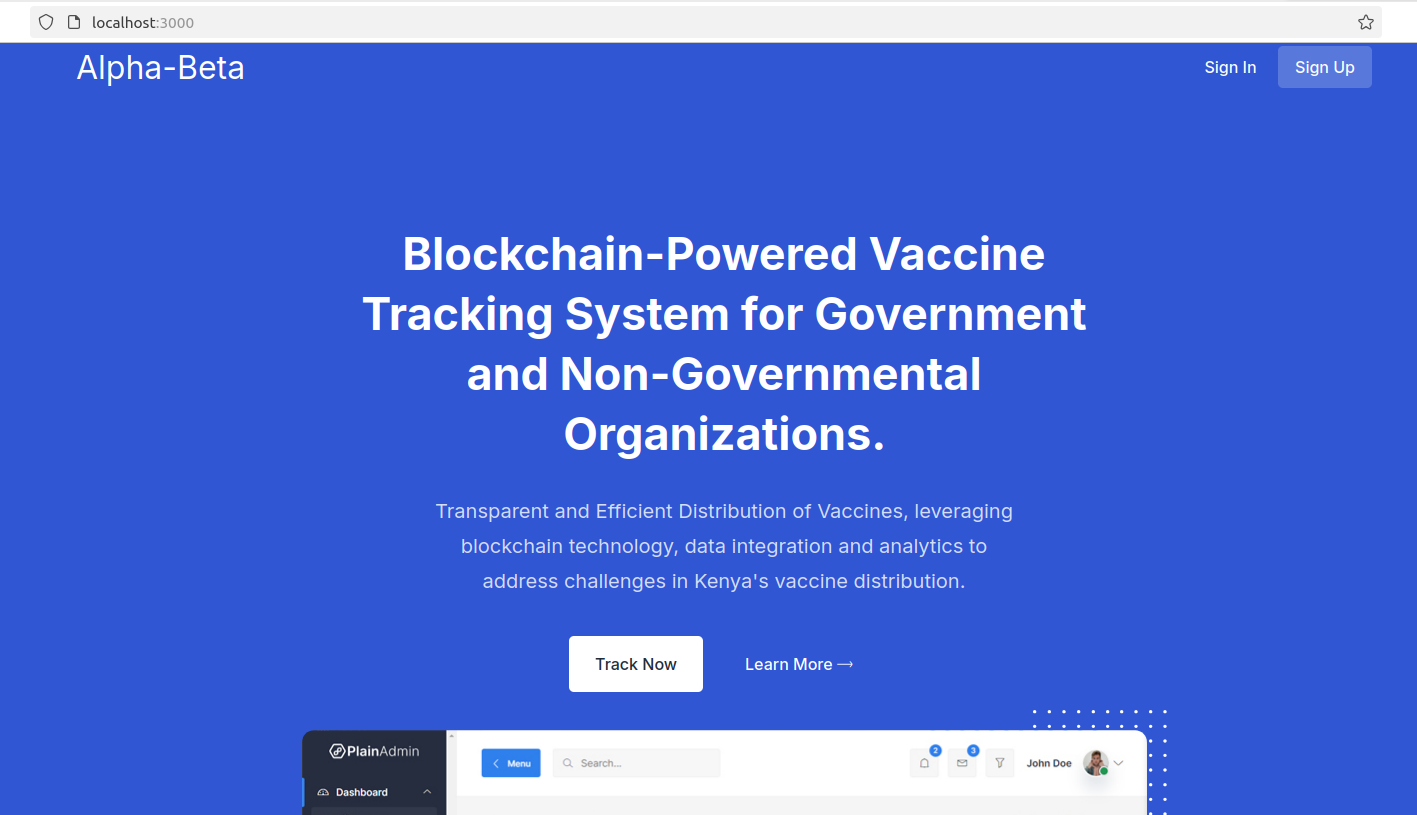 localhost:3000
Alpha-Beta
Sign In
Sign Up
Blockchain-Powered Vaccine
Tracking System for Government
and Non-Governmental
Organizations.
Transparent and Efficient Distribution of Vaccines, leveraging
blockchain technology, data integration and analytics to
address challenges in Kenya's vaccine distribution.
Track Now
Learn More →
PlainAdmin
Menu
Search...
2
3
John Doe
Dashboard